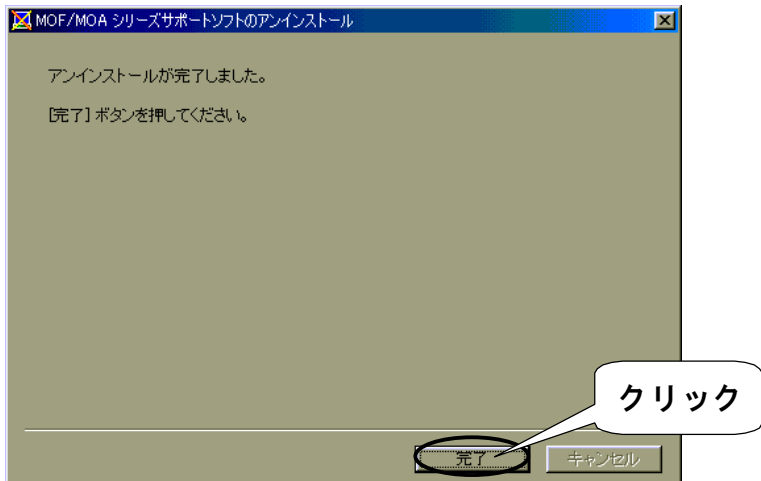 MOF/MOA シリーズサポートソフトのアンインストール
アンインストールが完了しました。
[完了] ボタンを押してください。
クリック
完了
キャンセル